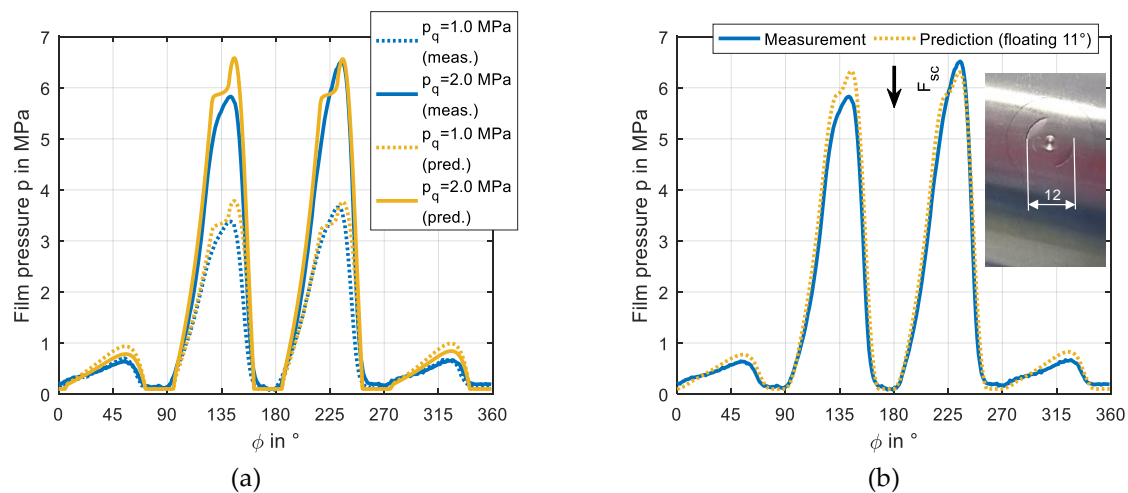 p_q=1.0 MPa
(meas.)
p_q=2.0 MPa
(meas.)
p_q=1.0 MPa
(pred.)
p_q=2.0 MPa
(pred.)
Film pressure p in MPa
7
6
5
4
3
2
1
0
0 45 90 135 180 225 270 315 360
ϕ in °
(a)
Measurement Prediction (floating 11°)
F_sc
12
Film pressure p in MPa
7
6
5
4
3
2
1
0
0 45 90 135 180 225 270 315 360
ϕ in °
(b)